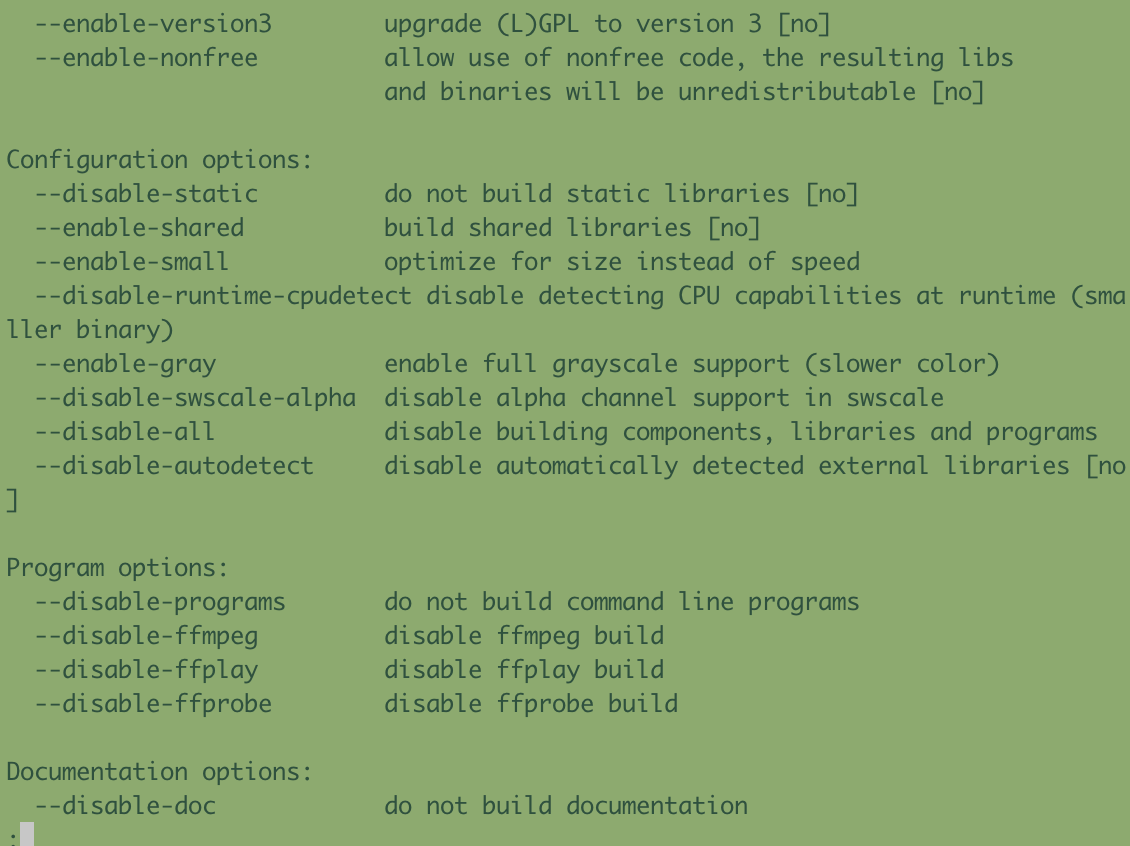 --enable-version3        upgrade (L)GPL to version 3 [no]
--enable-nonfree         allow use of nonfree code, the resulting libs
                         and binaries will be unredistributable [no]
Configuration options:
--disable-static         do not build static libraries [no]
--enable-shared          build shared libraries [no]
--enable-small           optimize for size instead of speed
--disable-runtime-cpudetect disable detecting CPU capabilities at runtime (sma
ller binary)
--enable-gray            enable full grayscale support (slower color)
--disable-swscale-alpha  disable alpha channel support in swscale
--disable-all            disable building components, libraries and programs
--disable-autodetect     disable automatically detected external libraries [no
]
Program options:
--disable-programs       do not build command line programs
--disable-ffmpeg         disable ffmpeg build
--disable-ffplay         disable ffplay build
--disable-ffprobe        disable ffprobe build
Documentation options:
--disable-doc            do not build documentation
: